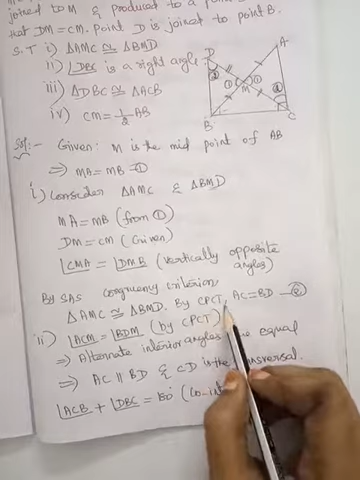 joined to M & produced to a point D
that DM = CM. Point D is joined to point B.
S.T i) ΔAMC ≅ ΔBMD
ii) ∠DBC is a right angle
iii) ΔDBC ≅ ΔACB
iv) CM = 1/2 AB
D
A
M
B
C
Sol:- Given: M is the mid point of AB
⇒ MA = MB —①
i) Consider ΔAMC & ΔBMD
MA = MB (from ①)
DM = CM (Given)
∠CMA = ∠DMB (vertically opposite
angles)
By SAS congruency criterion
ΔAMC ≅ ΔBMD. By CPCT, AC = BD —②
ii) ∠ACM = ∠BDM (by CPCT)
⇒ Alternate interior angles are equal
⇒ AC || BD & CD is the transversal.
∠ACB + ∠DBC = 180° (co-int